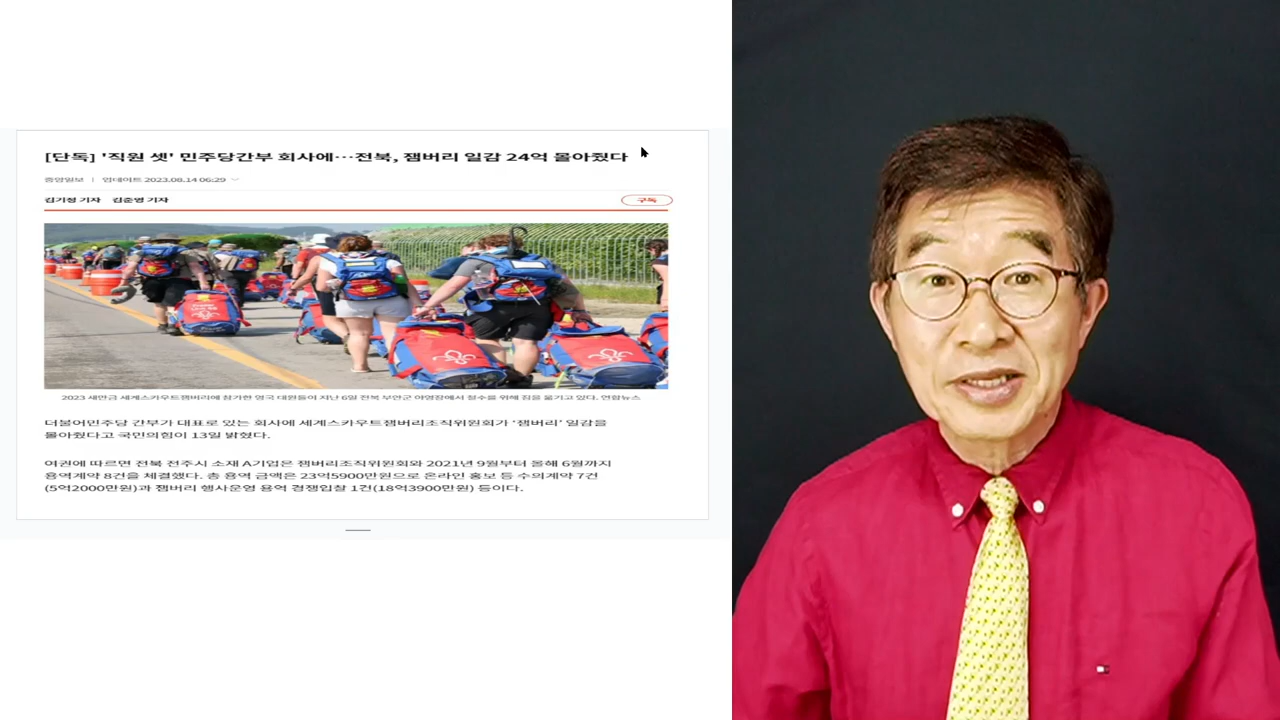 [단독] '직원 셋' 민주당간부 회사에…전북, 잼버리 일감 24억 몰아줬다
중앙일보 | 업데이트 2023.08.14 06:29
김기정 기자 김준영 기자
구독
2023 새만금 세계스카우트잼버리에 참가한 영국 대원들이 지난 6일 전북 부안군 야영장에서 철수를 위해 짐을 옮기고 있다. 연합뉴스
더불어민주당 간부가 대표로 있는 회사에 세계스카우트잼버리조직위원회가 '잼버리' 일감을
몰아줬다고 국민의힘이 13일 밝혔다.
여권에 따르면 전북 전주시 소재 A기업은 잼버리조직위원회와 2021년 9월부터 올해 6월까지
용역계약 8건을 체결했다. 총 용역 금액은 23억5900만원으로 온라인 홍보 등 수의계약 7건
(5억2000만원)과 잼버리 행사운영 용역 경쟁입찰 1건(18억3900만원) 등이다.